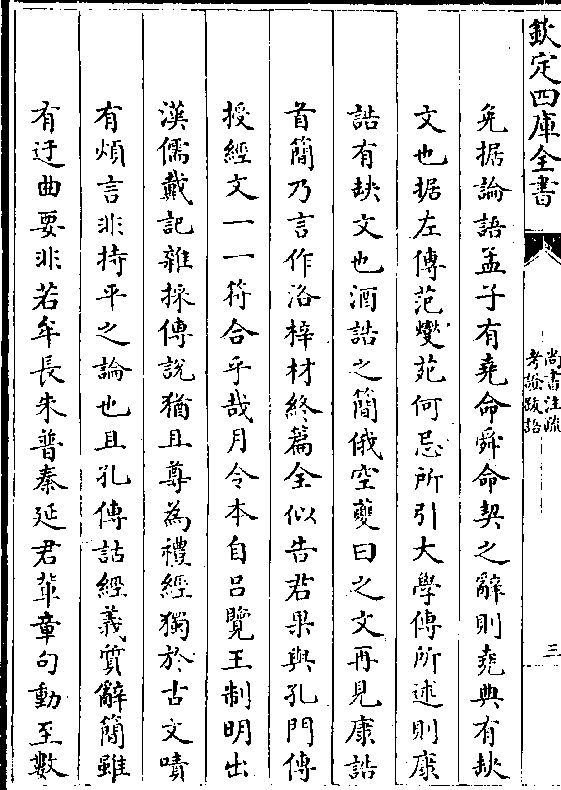 欽定四庫全書
尚書注疏
考證跋語
三
免据論語孟子有堯命舜命契之辭則堯典有缺
文也据左傳范爕苑何忌所引大學傳所述則康
誥有缺文也酒誥之簡俄空夔曰之文再見康誥
首簡乃言作洛梓材終篇全似告君果與孔門傳
授經文一一符合乎哉月令本自吕覽王制明出
漢儒戴記雜採傳說猶且尊為禮經獨於古文嘖
有煩言非持平之論也且孔傳詁經義質辭簡雖
有迂曲要非若牟長朱普秦延君軰章句動至數